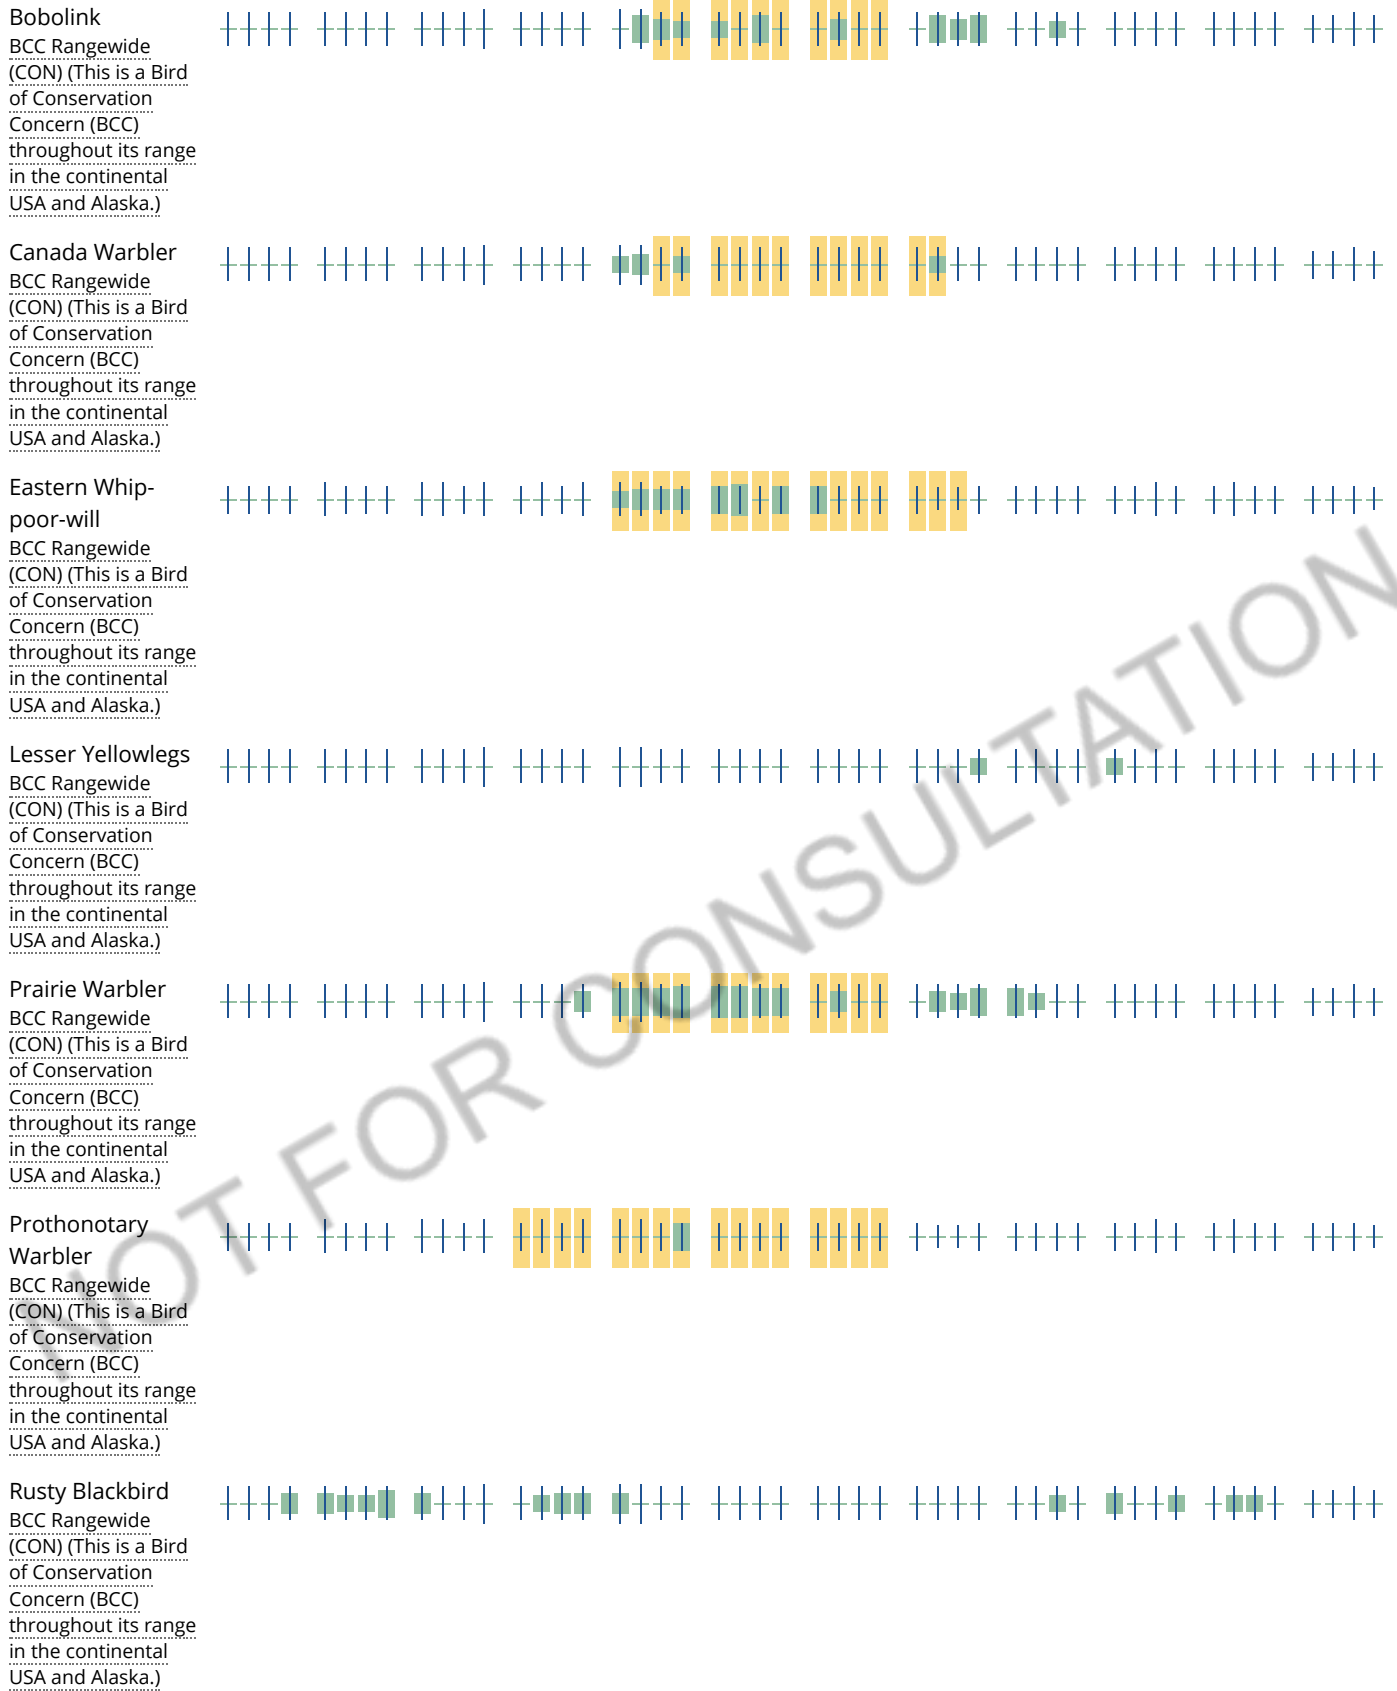 Bobolink
BCC Rangewide
(CON) (This is a Bird
of Conservation
Concern (BCC)
throughout its range
in the continental
USA and Alaska.)
Canada Warbler
BCC Rangewide
(CON) (This is a Bird
of Conservation
Concern (BCC)
throughout its range
in the continental
USA and Alaska.)
Eastern Whip-
poor-will
BCC Rangewide
(CON) (This is a Bird
of Conservation
Concern (BCC)
throughout its range
in the continental
USA and Alaska.)
Lesser Yellowlegs
BCC Rangewide
(CON) (This is a Bird
of Conservation
Concern (BCC)
throughout its range
in the continental
USA and Alaska.)
Prairie Warbler
BCC Rangewide
(CON) (This is a Bird
of Conservation
Concern (BCC)
throughout its range
in the continental
USA and Alaska.)
Prothonotary
Warbler
BCC Rangewide
(CON) (This is a Bird
of Conservation
Concern (BCC)
throughout its range
in the continental
USA and Alaska.)
Rusty Blackbird
BCC Rangewide
(CON) (This is a Bird
of Conservation
Concern (BCC)
throughout its range
in the continental
USA and Alaska.)
NOT FOR CONSULTATION